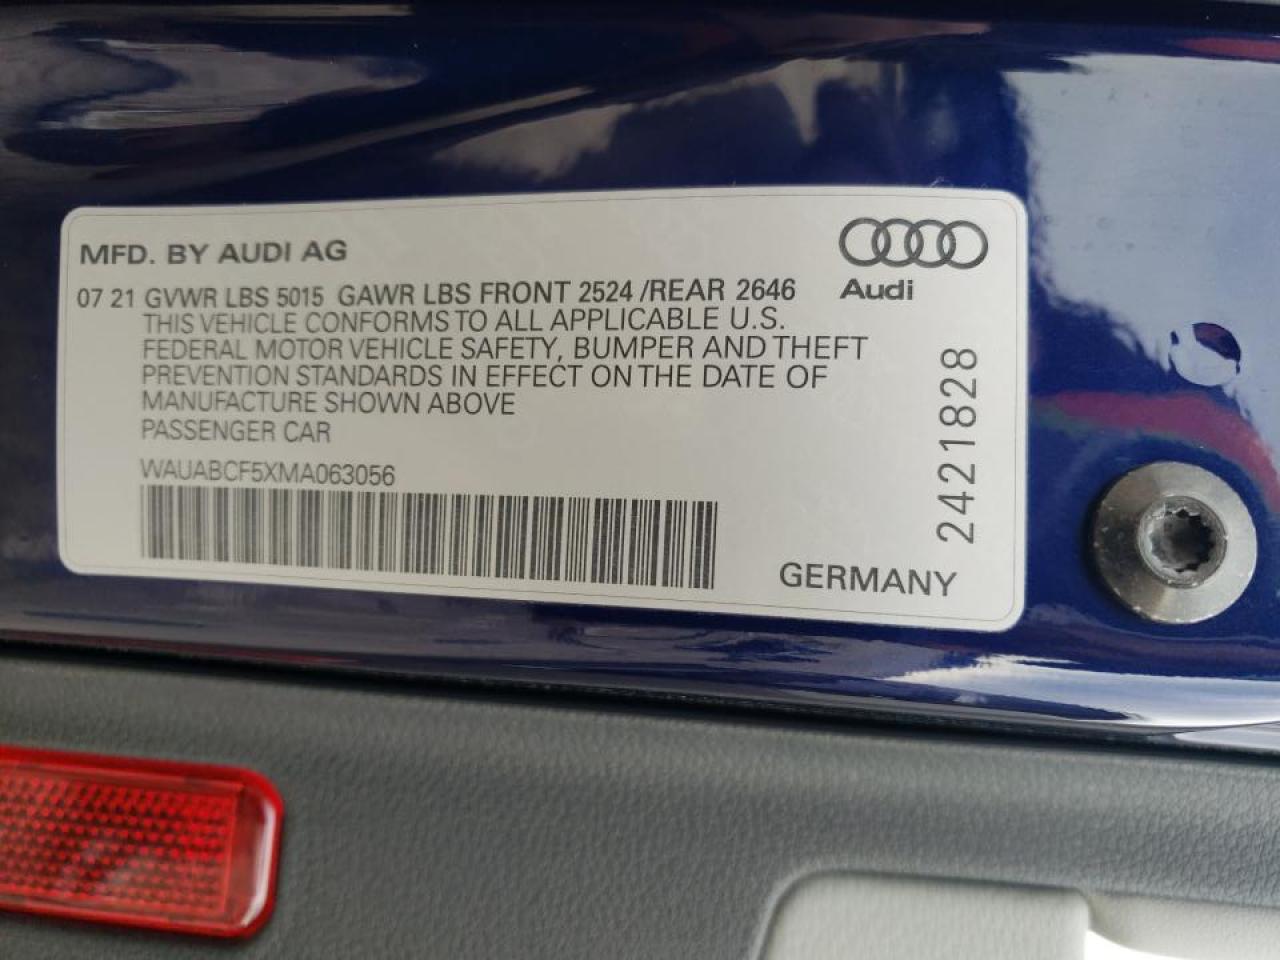 MFD. BY AUDI AG
Audi
07 21 GVWR LBS 5015 GAWR LBS FRONT 2524 /REAR 2646
THIS VEHICLE CONFORMS TO ALL APPLICABLE U.S.
FEDERAL MOTOR VEHICLE SAFETY, BUMPER AND THEFT
PREVENTION STANDARDS IN EFFECT ON THE DATE OF
MANUFACTURE SHOWN ABOVE
PASSENGER CAR
WAUABCF5XMA063056
GERMANY
2421828